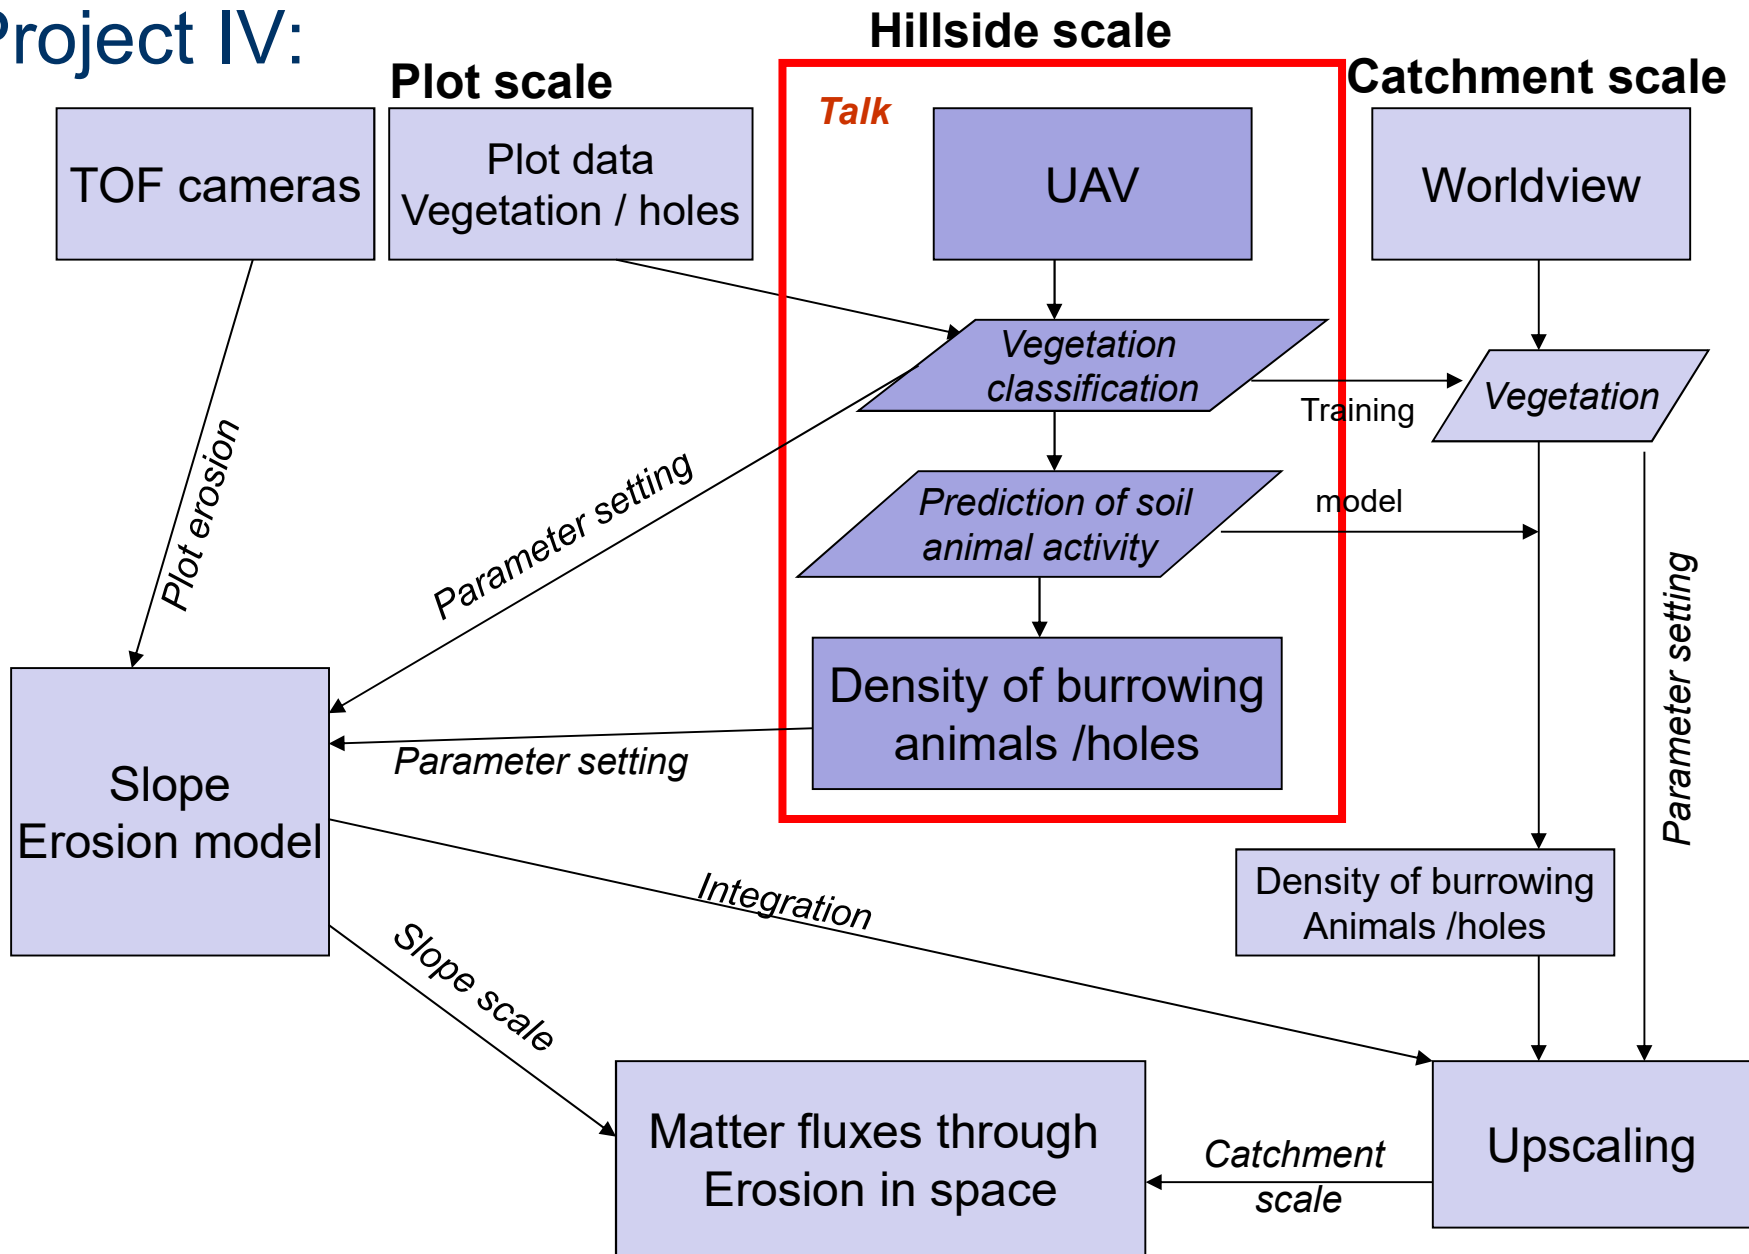 Project IV:
Hillside scale
Plot scale
Catchment scale
Talk
TOF cameras
Plot data
Vegetation / holes
UAV
Worldview
Vegetation
classification
Training
Vegetation
Plot erosion
Parameter setting
Prediction of soil
animal activity
model
Parameter setting
Density of burrowing
animals /holes
Parameter setting
Slope
Erosion model
Integration
Density of burrowing
Animals /holes
Slope scale
Matter fluxes through
Erosion in space
Catchment
scale
Upscaling